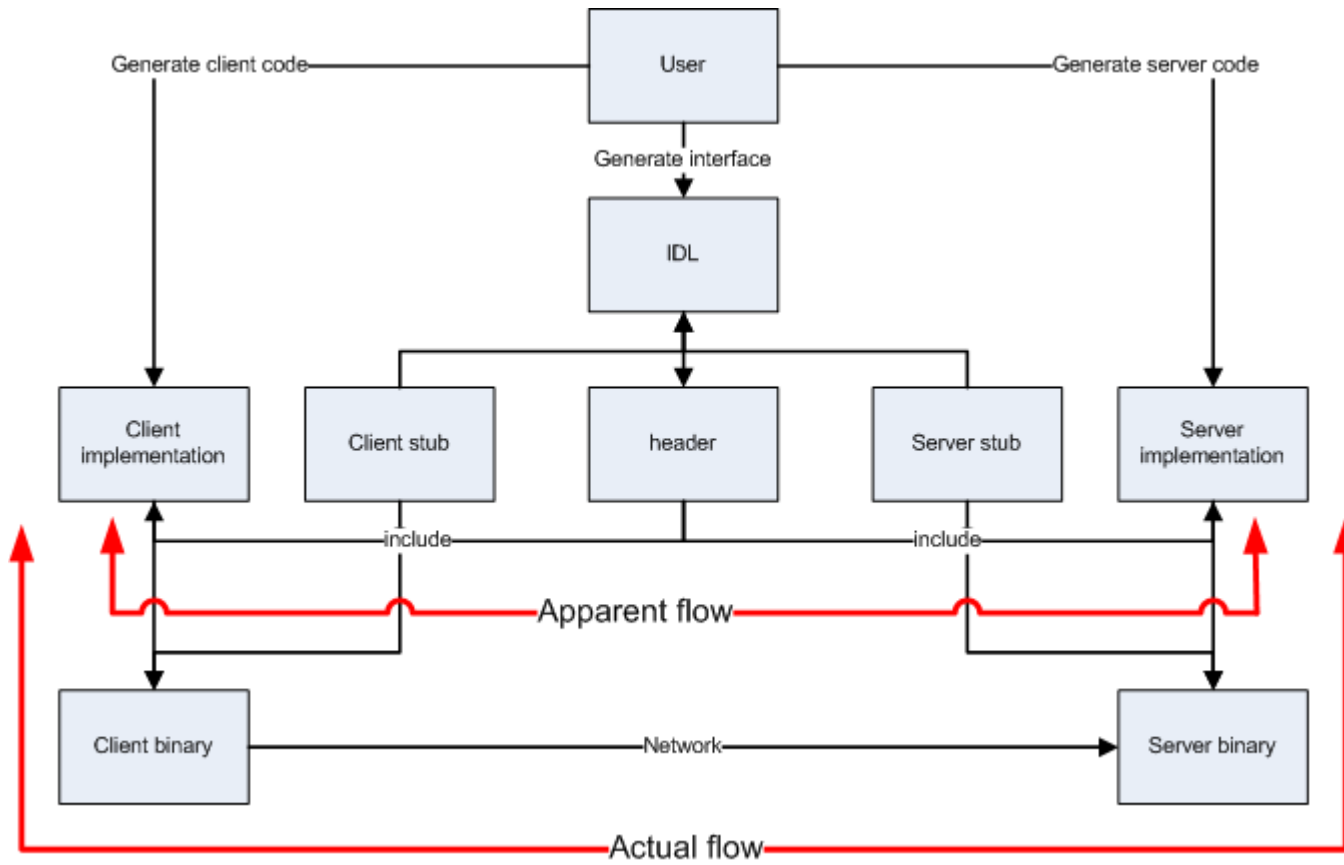 Generate client code
User
Generate server code
Generate interface
IDL
Client
implementation
Client stub
header
Server stub
Server
implementation
include
include
Apparent flow
Client binary
Network
Server binary
Actual flow